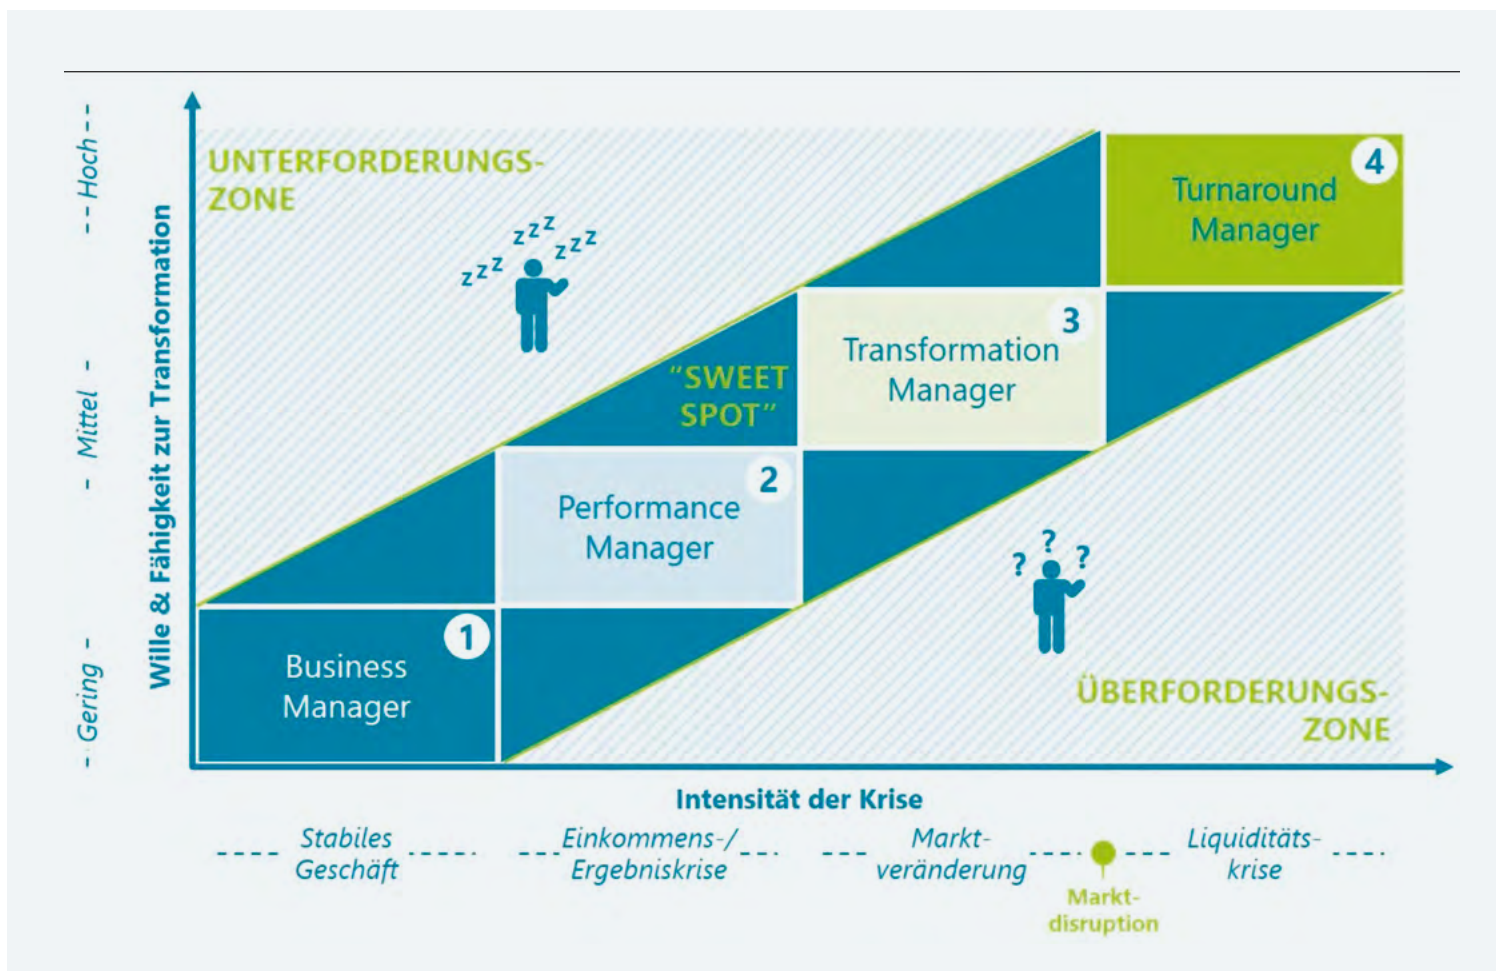 UNTERFORDERUNGS-
ZONE
zzz
zzz
zzz
4
Turnaround
Manager
3
Transformation
Manager
"SWEET
SPOT"
2
Performance
Manager
1
Business
Manager
? ? ?
ÜBERFORDERUNGS-
ZONE
-- Hoch --
- Mittel -
- Gering -
Wille & Fähigkeit zur Transformation
Intensität der Krise
Stabiles
Geschäft
Einkommens-/
Ergebniskrise
Markt-
veränderung
Liquiditäts-
krise
Markt-
disruption